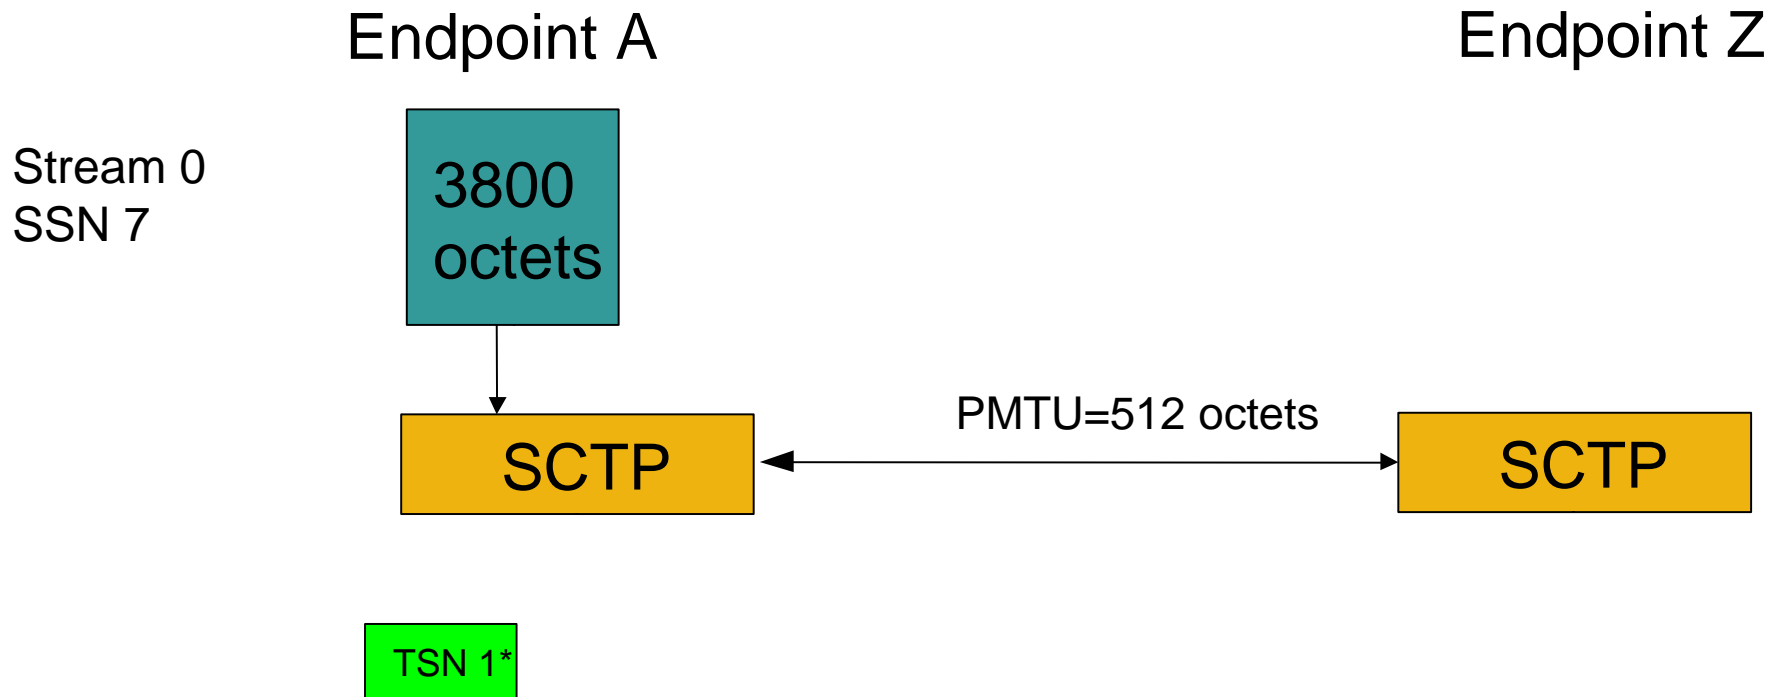 Endpoint A
Endpoint Z
Stream 0
SSN 7
3800
octets
PMTU=512 octets
SCTP
SCTP
TSN 1*